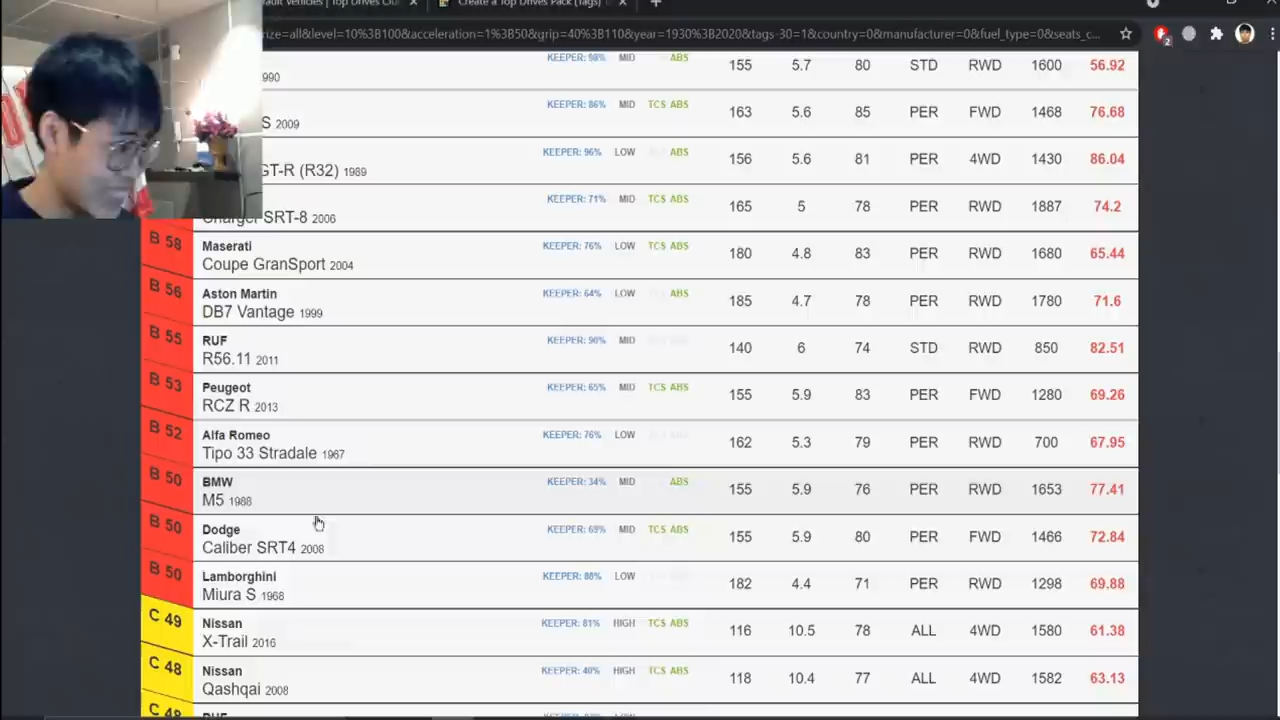 ault Vehicles | Top Drives Clu
Create a Top Drives Pack (Tags)
rize=all&level=10%3B100&acceleration=1%3B50&grip=40%3B110&year=1930%3B2020&tags-30=1&country=0&manufacturer=0&fuel_type=0&seats_c...
2
990 KEEPER: 98% MID ABS 155 5.7 80 STD RWD 1600 56.92
S 2009 KEEPER: 86% MID TCS ABS 163 5.6 85 PER FWD 1468 76.68
GT-R (R32) 1989 KEEPER: 96% LOW ABS 156 5.6 81 PER 4WD 1430 86.04
Charger SRT-8 2006 KEEPER: 71% MID TCS ABS 165 5 78 PER RWD 1887 74.2
B 58 Maserati KEEPER: 76% LOW TCS ABS 180 4.8 83 PER RWD 1680 65.44
Coupe GranSport 2004
B 56 Aston Martin KEEPER: 64% LOW ABS 185 4.7 78 PER RWD 1780 71.6
DB7 Vantage 1999
B 55 RUF KEEPER: 90% MID 140 6 74 STD RWD 850 82.51
R56.11 2011
B 53 Peugeot KEEPER: 65% MID TCS ABS 155 5.9 83 PER FWD 1280 69.26
RCZ R 2013
B 52 Alfa Romeo KEEPER: 76% LOW 162 5.3 79 PER RWD 700 67.95
Tipo 33 Stradale 1967
B 50 BMW KEEPER: 34% MID ABS 155 5.9 76 PER RWD 1653 77.41
M5 1988
B 50 Dodge KEEPER: 69% MID TCS ABS 155 5.9 80 PER FWD 1466 72.84
Caliber SRT4 2008
B 50 Lamborghini KEEPER: 88% LOW 182 4.4 71 PER RWD 1298 69.88
Miura S 1968
C 49 Nissan KEEPER: 81% HIGH TCS ABS 116 10.5 78 ALL 4WD 1580 61.38
X-Trail 2016
C 48 Nissan KEEPER: 40% HIGH TCS ABS 118 10.4 77 ALL 4WD 1582 63.13
Qashqai 2008
C 48